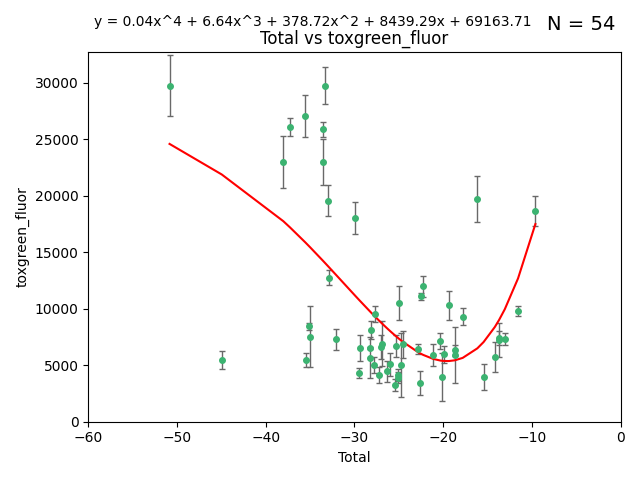 y = 0.04x^4 + 6.64x^3 + 378.72x^2 + 8439.29x + 69163.71
N = 54
Total vs toxgreen_fluor
30000
25000
20000
15000
10000
5000
0
toxgreen_fluor
−60
−50
−40
−30
−20
−10
0
Total